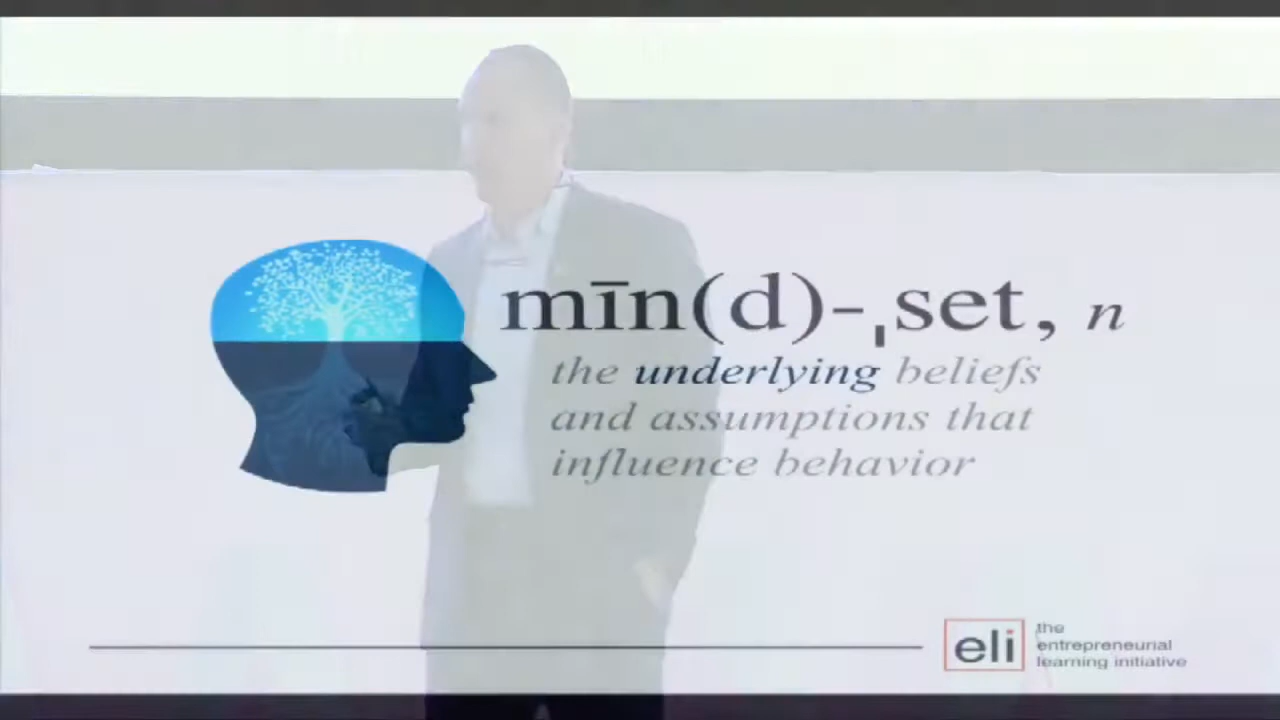 mīn(d)-ˌset, n
the underlying beliefs
and assumptions that
influence behavior
eli
the
entrepreneurial
learning initiative